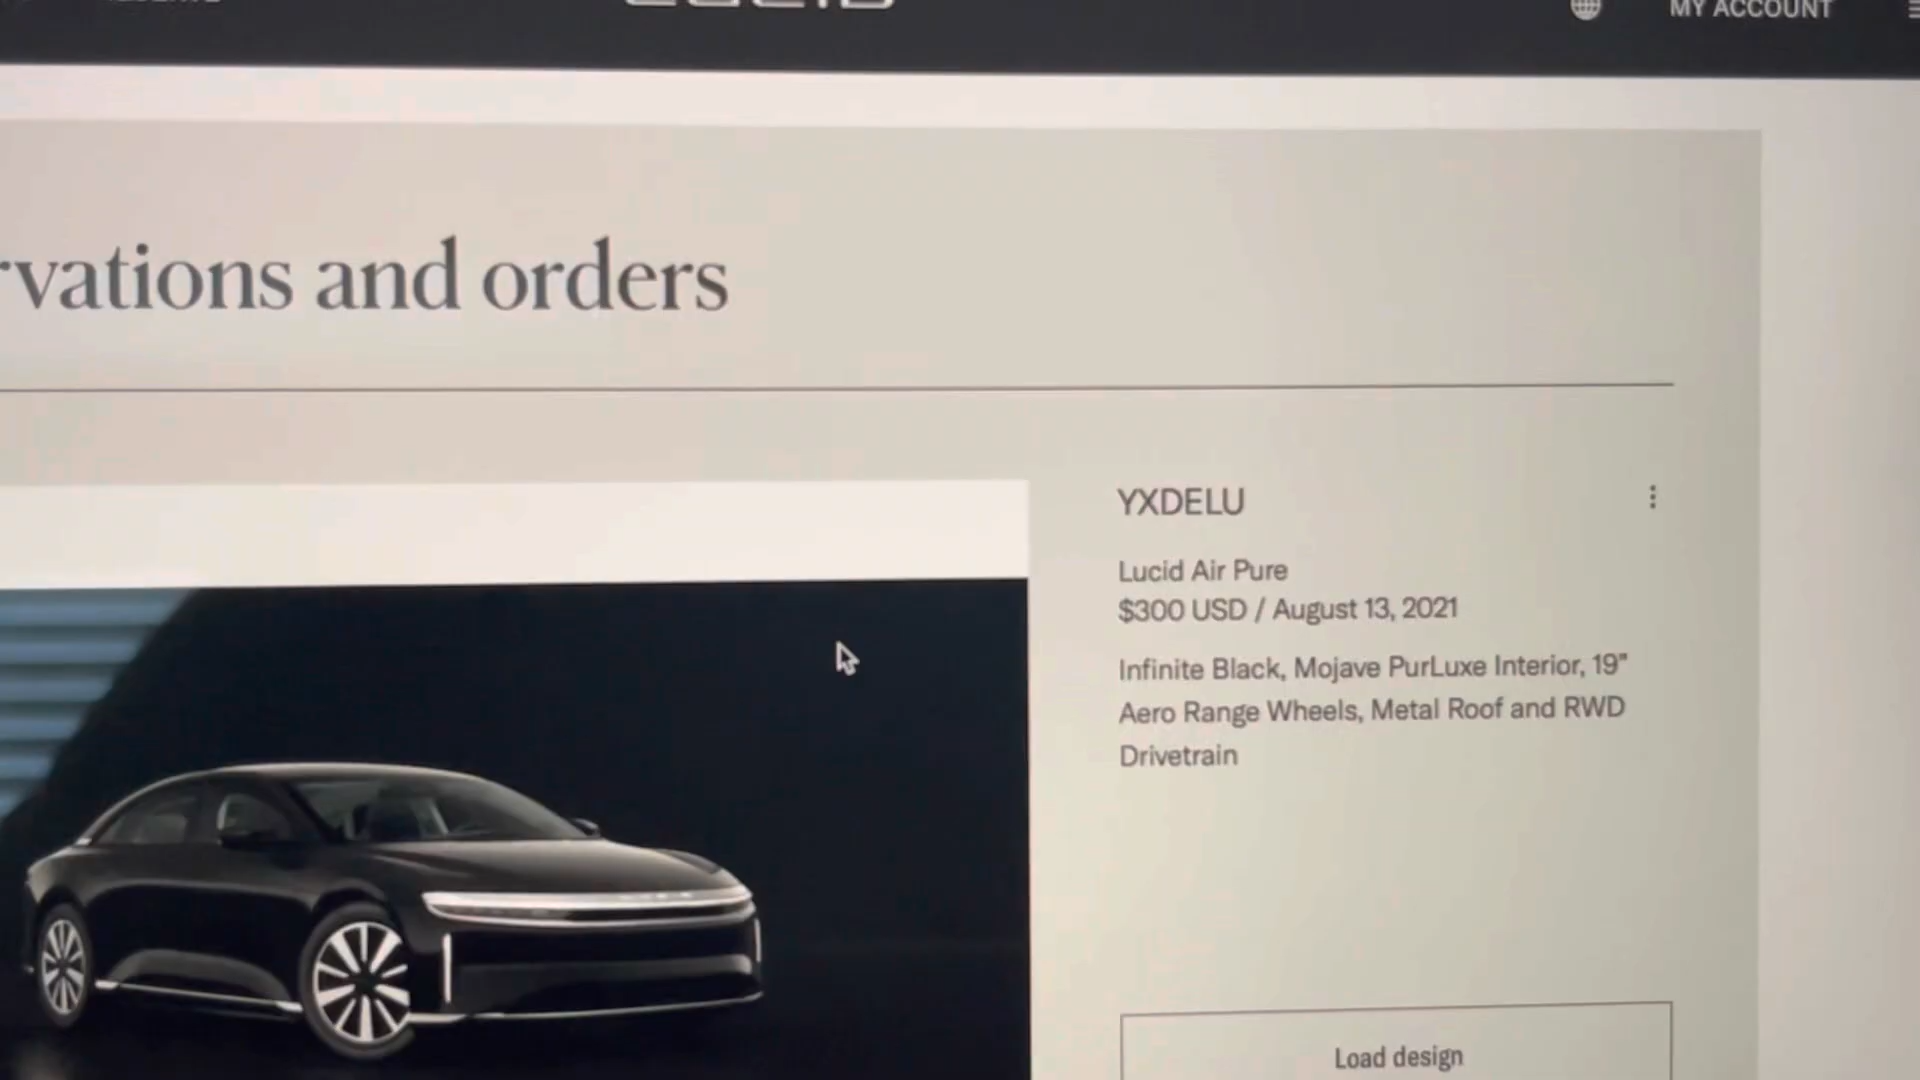 LUCID
MY ACCOUNT
rvations and orders
YXDELU
Lucid Air Pure
$300 USD / August 13, 2021
Infinite Black, Mojave PurLuxe Interior, 19"
Aero Range Wheels, Metal Roof and RWD
Drivetrain
Load design